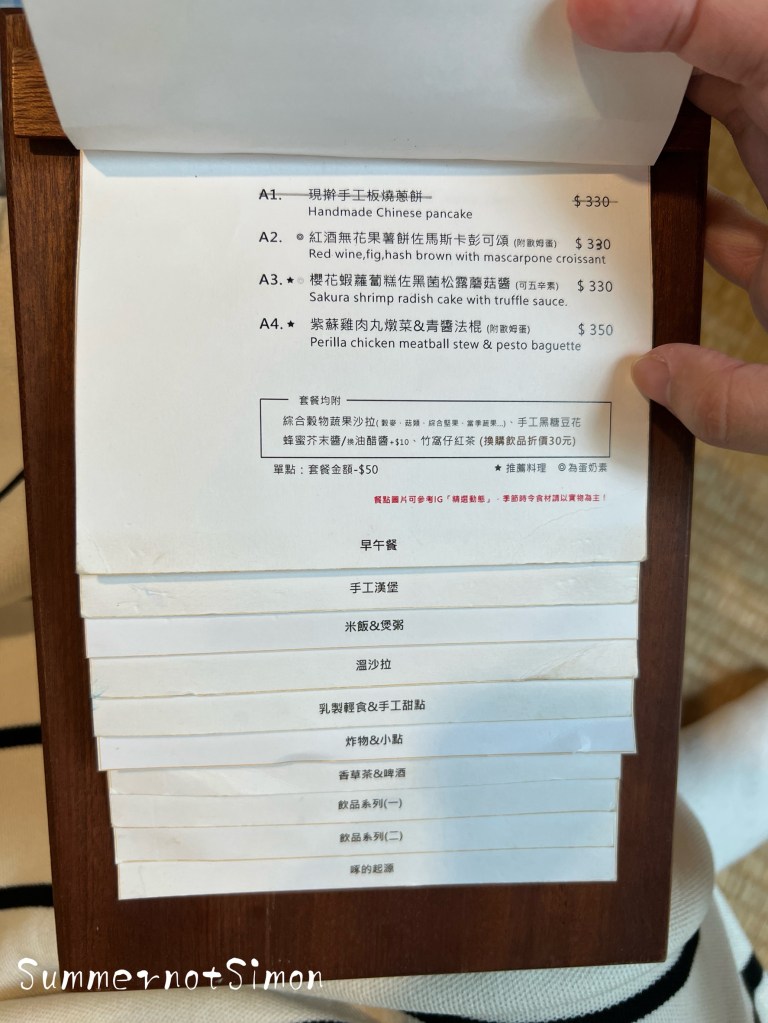 A1. 現擀手工板燒蔥餅 $ 330
Handmade Chinese pancake
A2. ◎ 紅酒無花果薯餅佐馬斯卡彭可頌 (附歐姆蛋) $ 330
Red wine,fig,hash brown with mascarpone croissant
A3. ★ ◎ 櫻花蝦蘿蔔糕佐黑菌松露蘑菇醬 (可五辛素) $ 330
Sakura shrimp radish cake with truffle sauce.
A4. ★ 紫蘇雞肉丸燉菜&青醬法棍 (附歐姆蛋) $ 350
Perilla chicken meatball stew & pesto baguette
套餐均附
綜合穀物蔬果沙拉( 穀麥、菇類、綜合堅果、當季蔬果...)、手工黑糖豆花
蜂蜜芥末醬/換油醋醬+$10、竹窩仔紅茶 (換購飲品折價30元)
單點：套餐金額-$50 ★ 推薦料理 ◎為蛋奶素
餐點圖片可參考IG「精選動態」，季節時令食材請以實物為主！
早午餐
手工漢堡
米飯&煲粥
溫沙拉
乳製輕食&手工甜點
炸物&小點
香草茶&啤酒
飲品系列(一)
飲品系列(二)
啄的起源
SummernotSimon